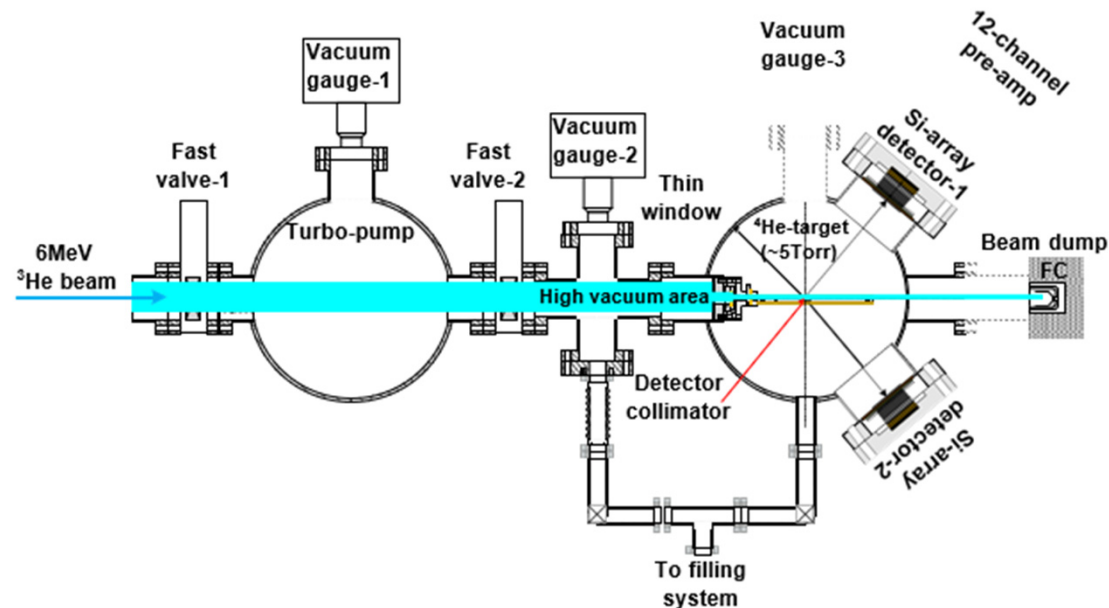 Vacuum
gauge-1
Vacuum
gauge-2
Vacuum
gauge-3
12-channel
pre-amp
Fast
valve-1
Fast
valve-2
Thin
window
Si-array
detector-1
Turbo-pump
⁴He-target
(~5Torr)
Beam dump
FC
6MeV
³He beam
High vacuum area
Detector
collimator
Si-array
detector-2
To filling
system